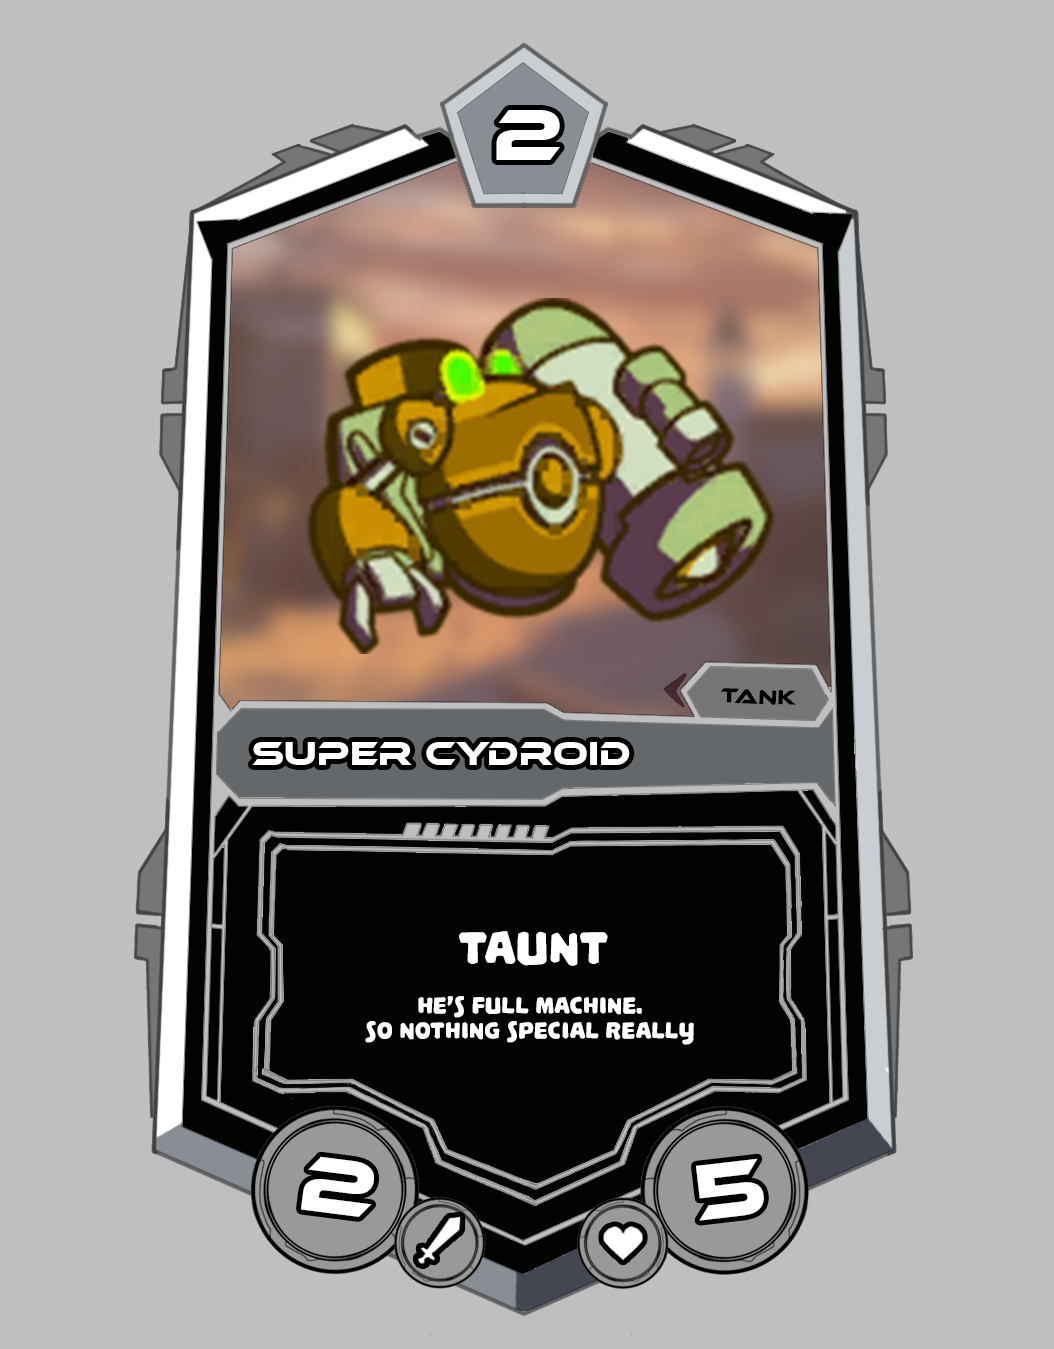 2
TANK
SUPER CYDROID
TAUNT
HE'S FULL MACHINE.
SO NOTHING SPECIAL REALLY
2
5